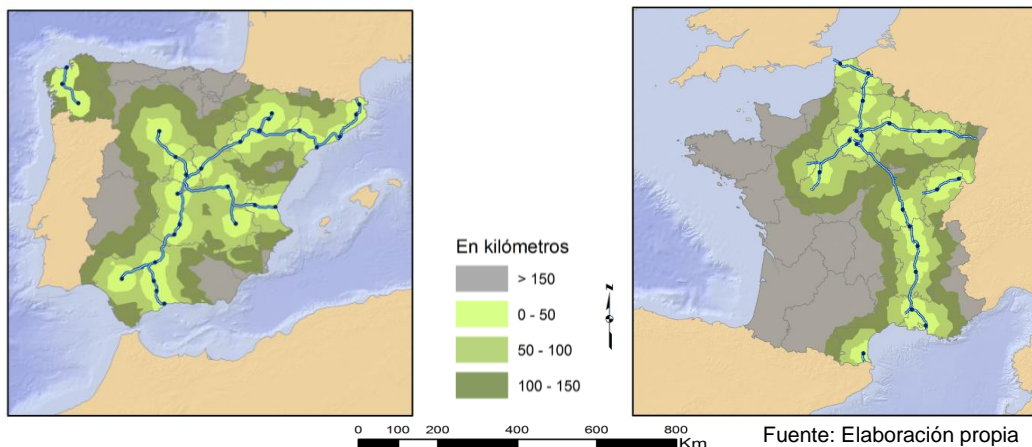 En kilómetros
> 150
0 - 50
50 - 100
100 - 150
z
0 100 200 400 600 800
Km
Fuente: Elaboración propia